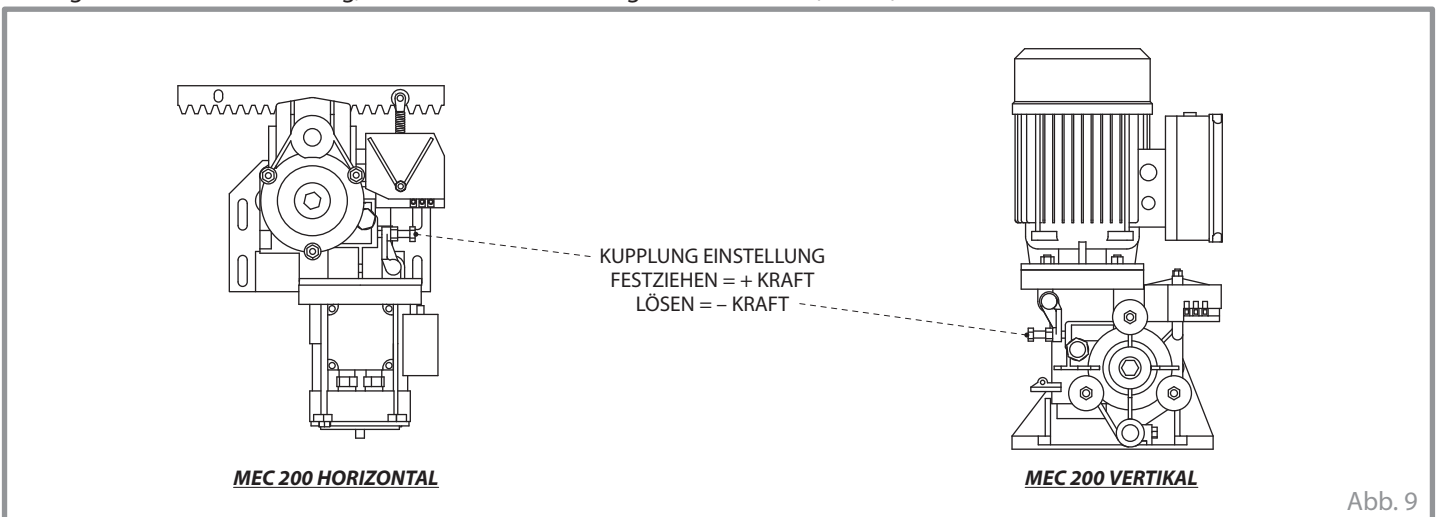 KUPPLUNG EINSTELLUNG
FESTZIEHEN = + KRAFT
LÖSEN = – KRAFT
MEC 200 HORIZONTAL
MEC 200 VERTIKAL
Abb. 9